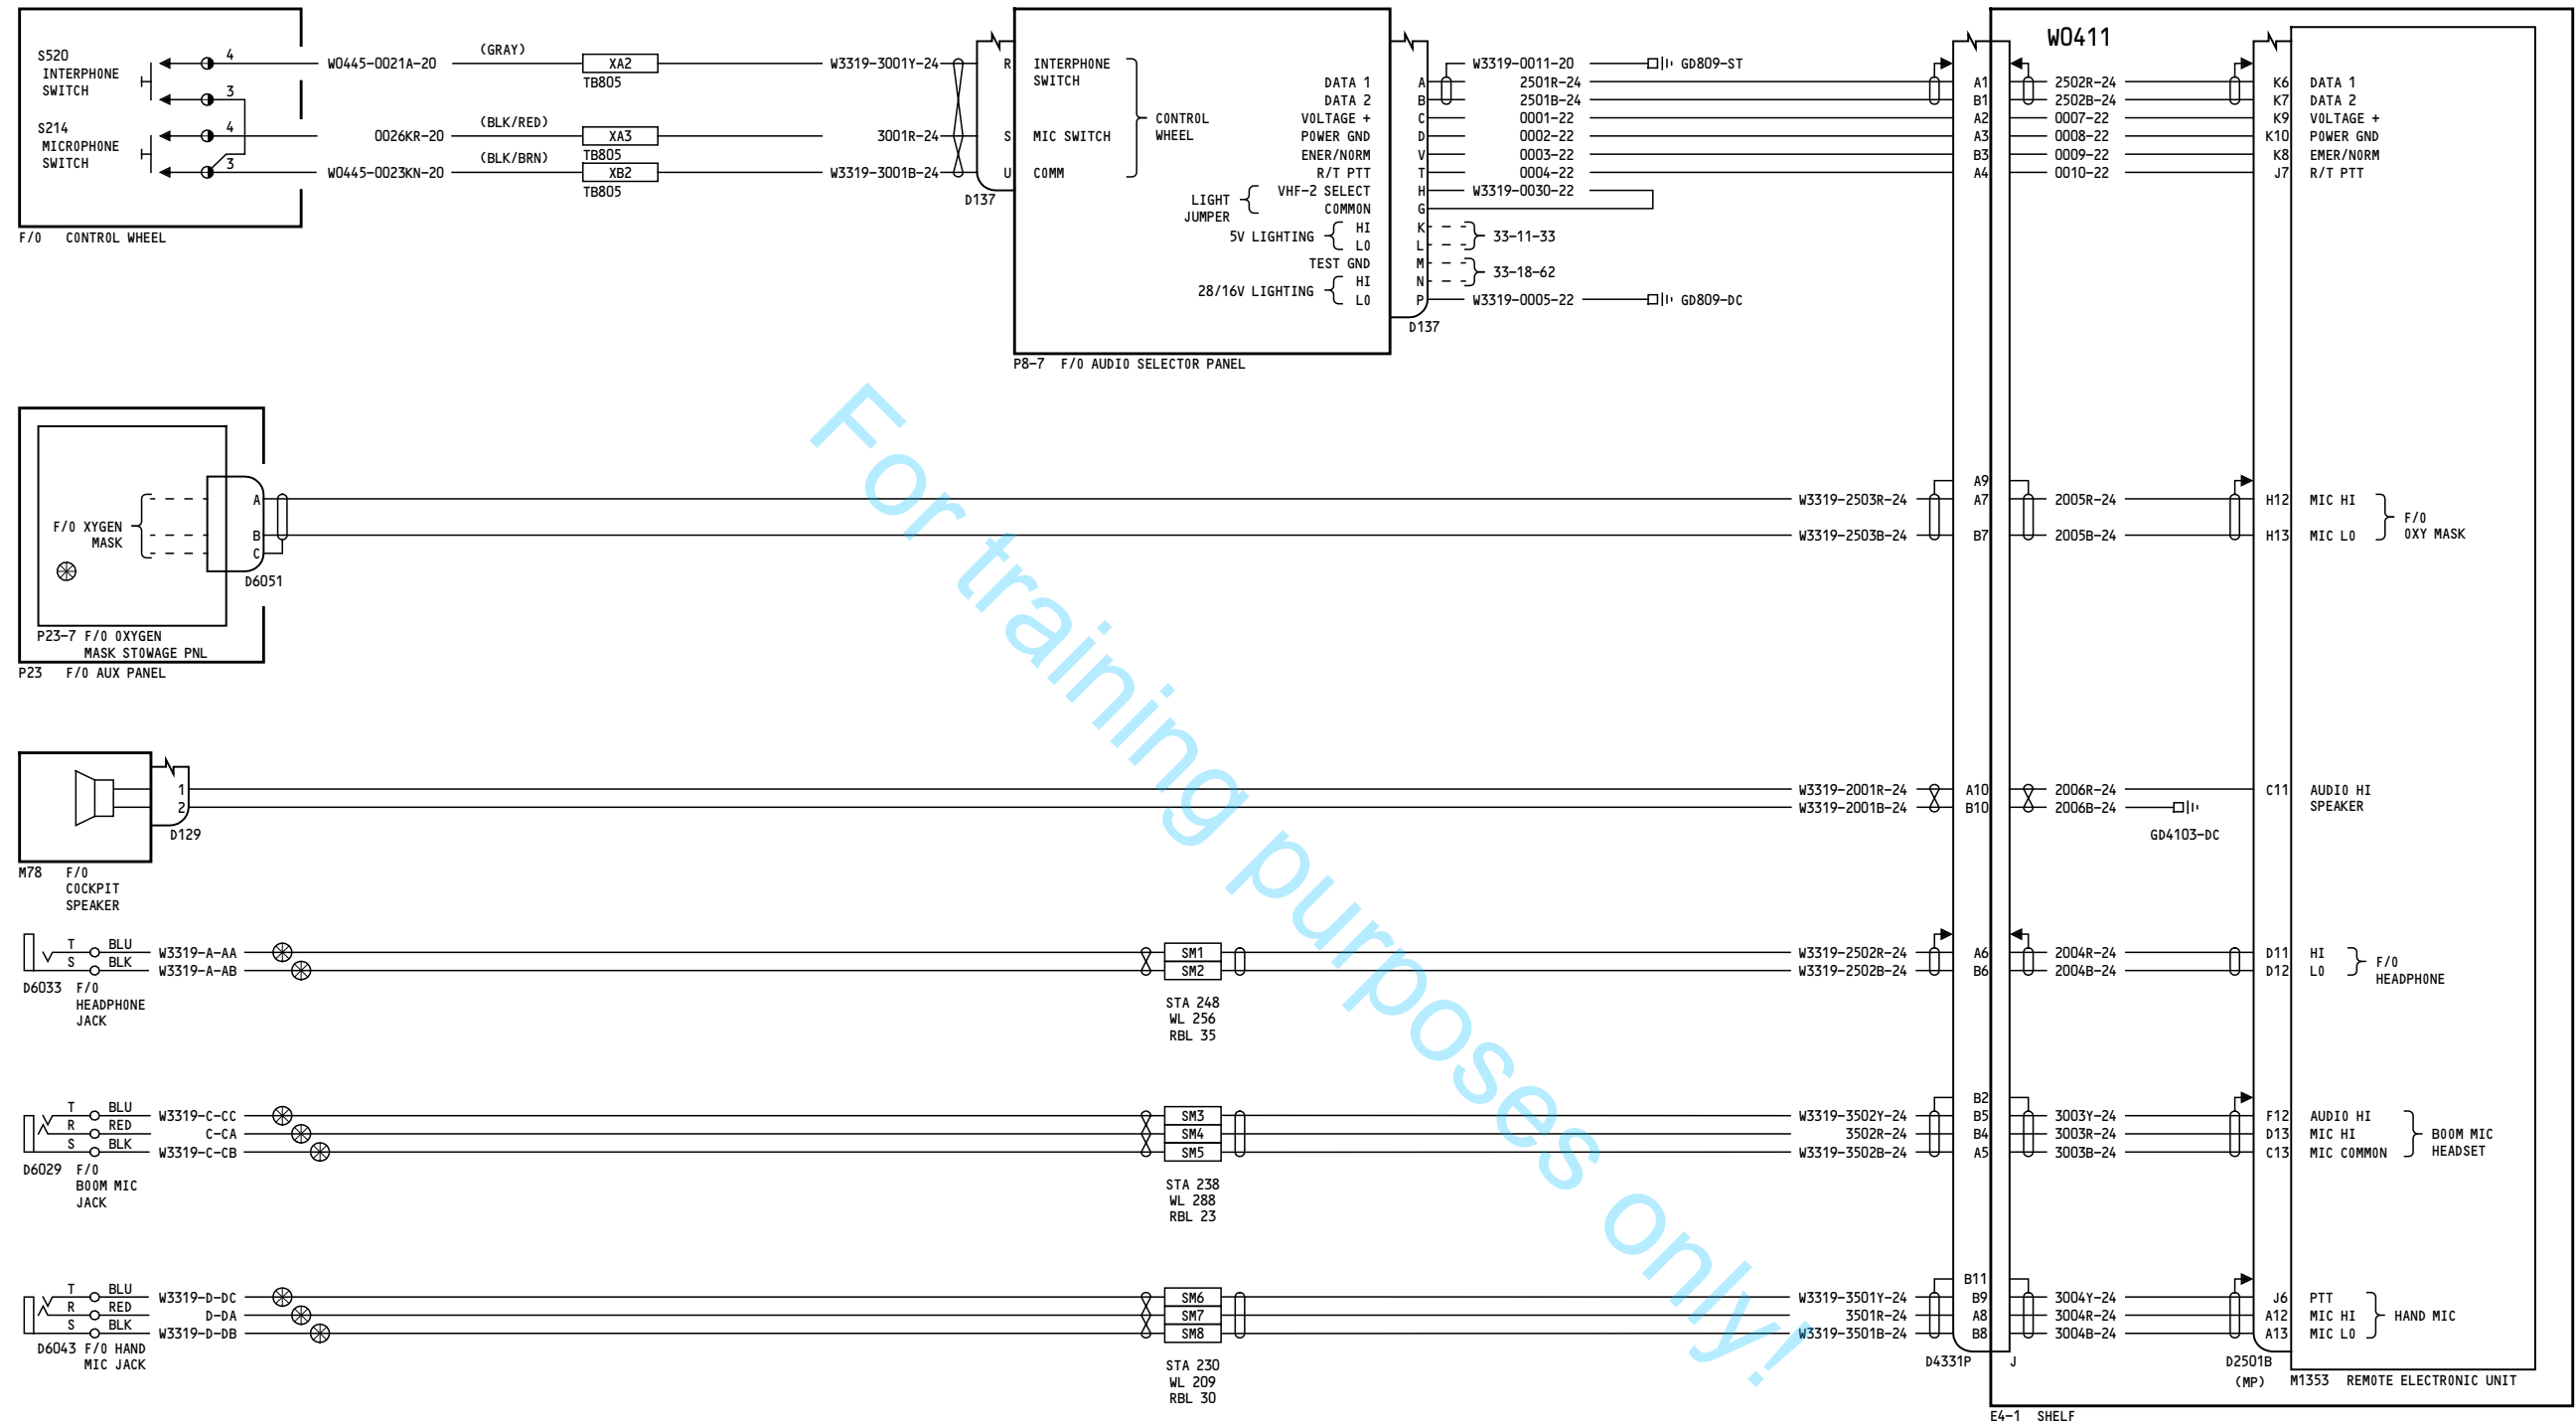 S520
INTERPHONE
SWITCH
4
3
S214
MICROPHONE
SWITCH
4
3
F/O CONTROL WHEEL
W0445-0021A-20
(GRAY)
XA2
TB805
W3319-3001Y-24
0026KR-20
(BLK/RED)
XA3
TB805
3001R-24
W0445-0023KN-20
(BLK/BRN)
XB2
TB805
W3319-3001B-24
R
S
U
D137
INTERPHONE
SWITCH
MIC SWITCH
COMM
CONTROL
WHEEL
DATA 1
DATA 2
VOLTAGE +
POWER GND
ENER/NORM
R/T PTT
LIGHT
JUMPER
VHF-2 SELECT
COMMON
5V LIGHTING
HI
LO
TEST GND
28/16V LIGHTING
HI
LO
P8-7 F/O AUDIO SELECTOR PANEL
A
B
C
D
V
T
H
G
K
L
M
N
P
D137
W3319-0011-20
GD809-ST
2501R-24
2501B-24
0001-22
0002-22
0003-22
0004-22
W3319-0030-22
33-11-33
33-18-62
W3319-0005-22
GD809-DC
W0411
A1
B1
A2
A3
B3
A4
2502R-24
2502B-24
0007-22
0008-22
0009-22
0010-22
K6
K7
K9
K10
K8
J7
DATA 1
DATA 2
VOLTAGE +
POWER GND
EMER/NORM
R/T PTT
F/O XYGEN
MASK
A
B
C
D6051
P23-7 F/O OXYGEN
MASK STOWAGE PNL
P23 F/O AUX PANEL
W3319-2503R-24
W3319-2503B-24
A9
A7
B7
2005R-24
2005B-24
H12
H13
MIC HI
MIC LO
F/O
OXY MASK
1
2
D129
M78 F/O
COCKPIT
SPEAKER
W3319-2001R-24
W3319-2001B-24
A10
B10
2006R-24
2006B-24
GD4103-DC
C11
AUDIO HI
SPEAKER
T BLU W3319-A-AA
S BLK W3319-A-AB
D6033 F/O
HEADPHONE
JACK
SM1
SM2
STA 248
WL 256
RBL 35
W3319-2502R-24
W3319-2502B-24
A6
B6
2004R-24
2004B-24
D11
D12
HI
LO
F/O
HEADPHONE
T BLU W3319-C-CC
R RED C-CA
S BLK W3319-C-CB
D6029 F/O
BOOM MIC
JACK
SM3
SM4
SM5
STA 238
WL 288
RBL 23
W3319-3502Y-24
3502R-24
W3319-3502B-24
B2
B5
B4
A5
3003Y-24
3003R-24
3003B-24
F12
D13
C13
AUDIO HI
MIC HI
MIC COMMON
BOOM MIC
HEADSET
T BLU W3319-D-DC
R RED D-DA
S BLK W3319-D-DB
D6043 F/O HAND
MIC JACK
SM6
SM7
SM8
STA 230
WL 209
RBL 30
W3319-3501Y-24
3501R-24
W3319-3501B-24
B11
B9
A8
B8
3004Y-24
3004R-24
3004B-24
J6
A12
A13
PTT
MIC HI
MIC LO
HAND MIC
D4331P
J
D2501B
(MP)
M1353 REMOTE ELECTRONIC UNIT
E4-1 SHELF
For training purposes only!